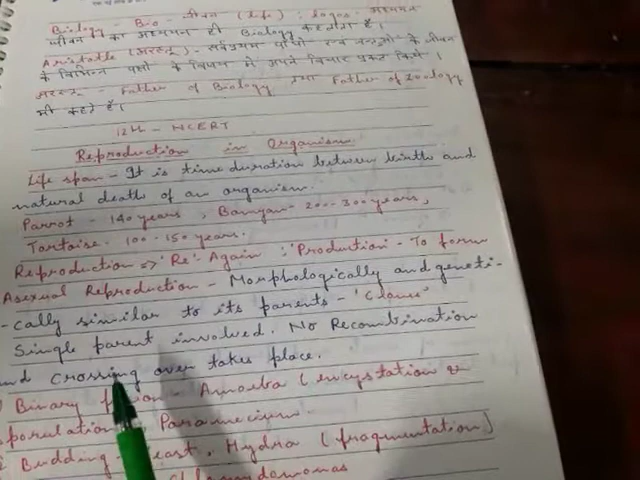 Biology - Bio - जीवन (life) : logos - अध्ययन
जीवन का अध्ययन ही Biology कहलाता है।
Aristotle (अरस्तू) - सर्वप्रथम पौधों एवं जन्तुओं के जीवन
के विभिन्न पक्षों के विषय में अपने विचार प्रकट किये।
अरस्तू - Father of Biology तथा Father of Zoology
भी कहते हैं।
12th - NCERT
Reproduction in Organism
Life span - It is time duration between birth and
natural death of an organism.
Parrot - 140 years, Banyan - 200-300 years,
Tortoise - 100-150 years.
Reproduction => 'Re' - Again : 'Production' - To form
Asexual Reproduction - Morphologically and geneti-
-cally similar to its parents - 'Clone'
Single parent involved. No Recombination
and crossing over takes place.
Binary - Amoeba (encystation &
sporulation), Paramecium.
Budding - Yeast, Hydra (fragmentation)
Chlamydomonas